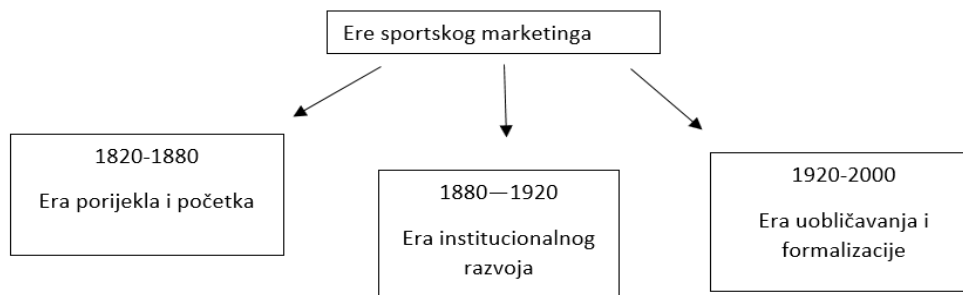 Ere sportskog marketinga
1820-1880
Era porijekla i početka
1880—1920
Era institucionalnog
razvoja
1920-2000
Era uobličavanja i
formalizacije